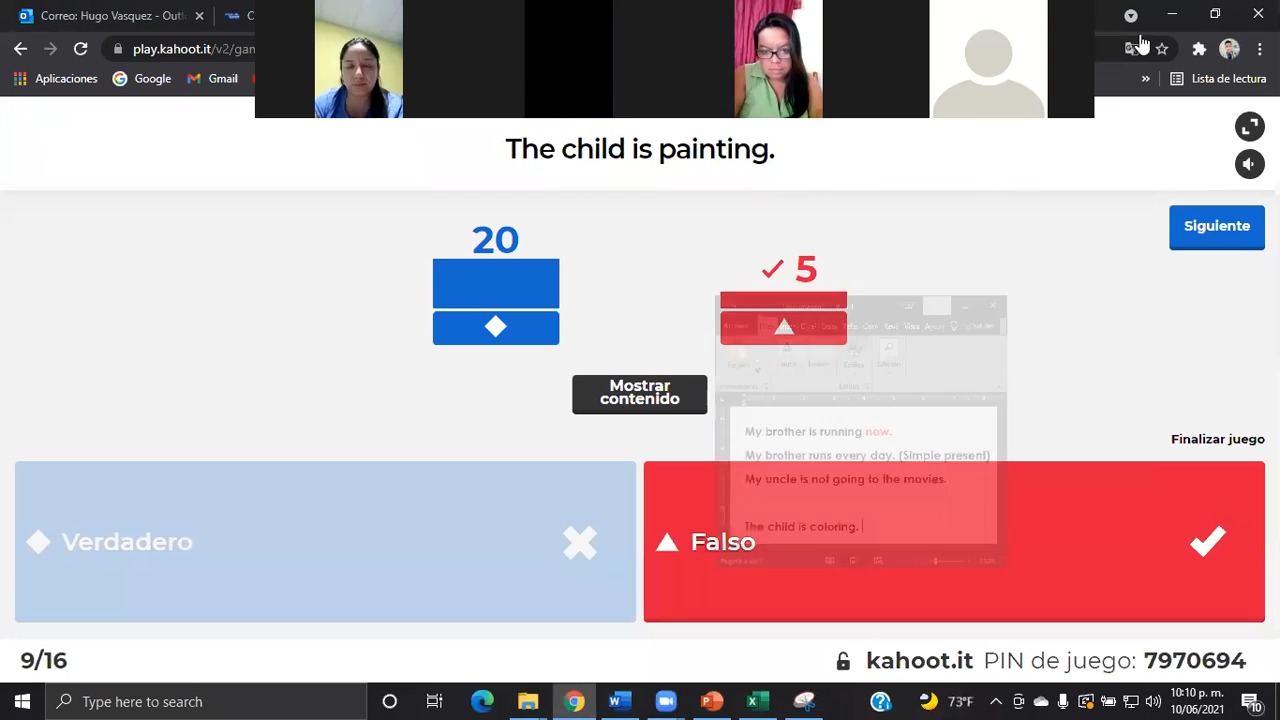 Correo: Hugo Vasquez - Outl
C
play.kahoot.it/v2/gan
Aplicaciones
Google
Gmail
»
Lista de lectura
The child is painting.
Siguiente
20
5
Mostrar
contenido
Finalizar juego
My brother is running now.
My brother runs every day. (Simple present)
My uncle is not going to the movies.
The child is coloring.
Verdadero
Falso
9/16
kahoot.it PIN de juego: 7970694
Type here to search
73°F
10:10 p. m.
10/06/2021
10